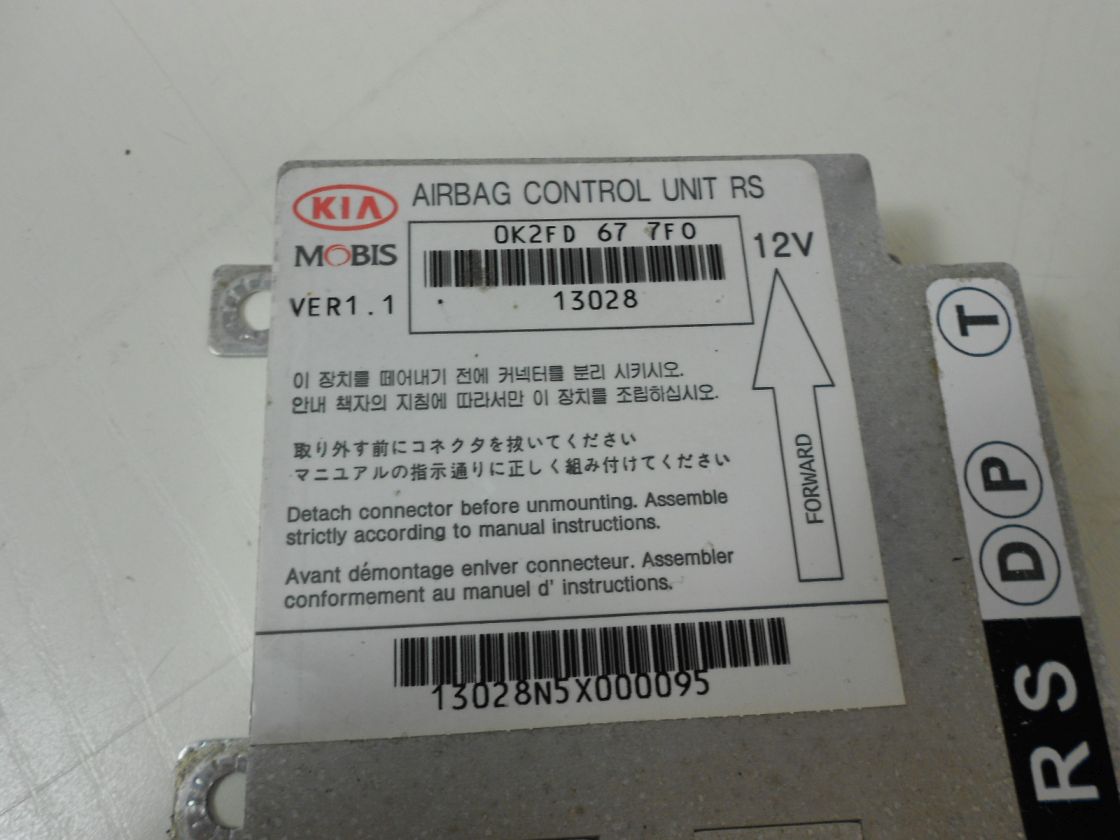 KIA
AIRBAG CONTROL UNIT RS
MOBIS
0K2FD 67 7F0
12V
VER1.1
13028
이 장치를 떼어내기 전에 커넥터를 분리 시키시오.
안내 책자의 지침에 따라서만 이 장치를 조립하십시오.
取り外す前にコネクタを抜いてください
マニュアルの指示通りに正しく組み付けてください
Detach connector before unmounting. Assemble
strictly according to manual instructions.
Avant démontage enlver connecteur. Assembler
conformement au manuel d' instructions.
FORWARD
13028N5X000095
RS
D
P
T